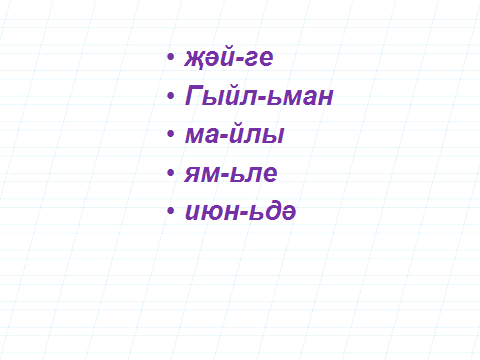 • җәй-ге
• Гыйл-ьман
• ма-йлы
• ям-ьле
• июн-ьдә